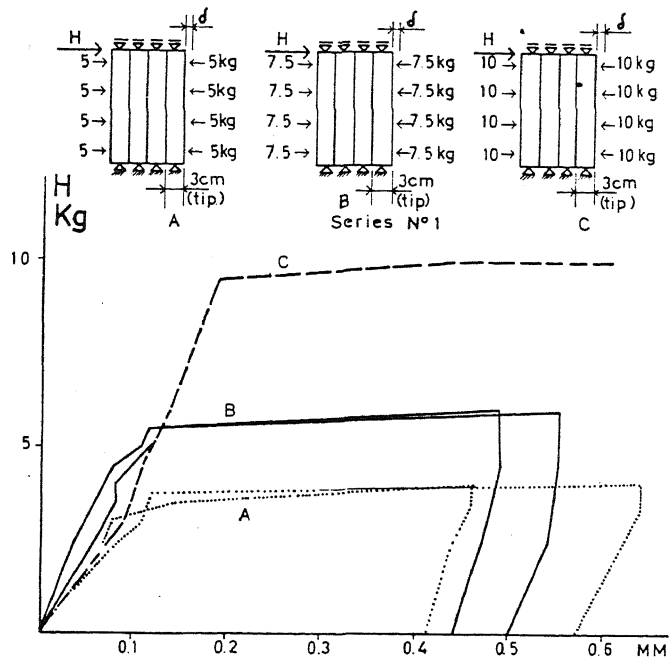 δ δ δ
H H H
5 5kg 7.5 7.5kg 10 10kg
5 5kg 7.5 7.5kg 10 10kg
5 5kg 7.5 7.5kg 10 10kg
5 5kg 7.5 7.5kg 10 10kg
3cm 3cm 3cm
(tip.) (tip) (tip)
A B C
Series Nº1
H
Kg
10
C
B
5
A
0.1 0.2 0.3 0.4 0.5 0.6 M.M.